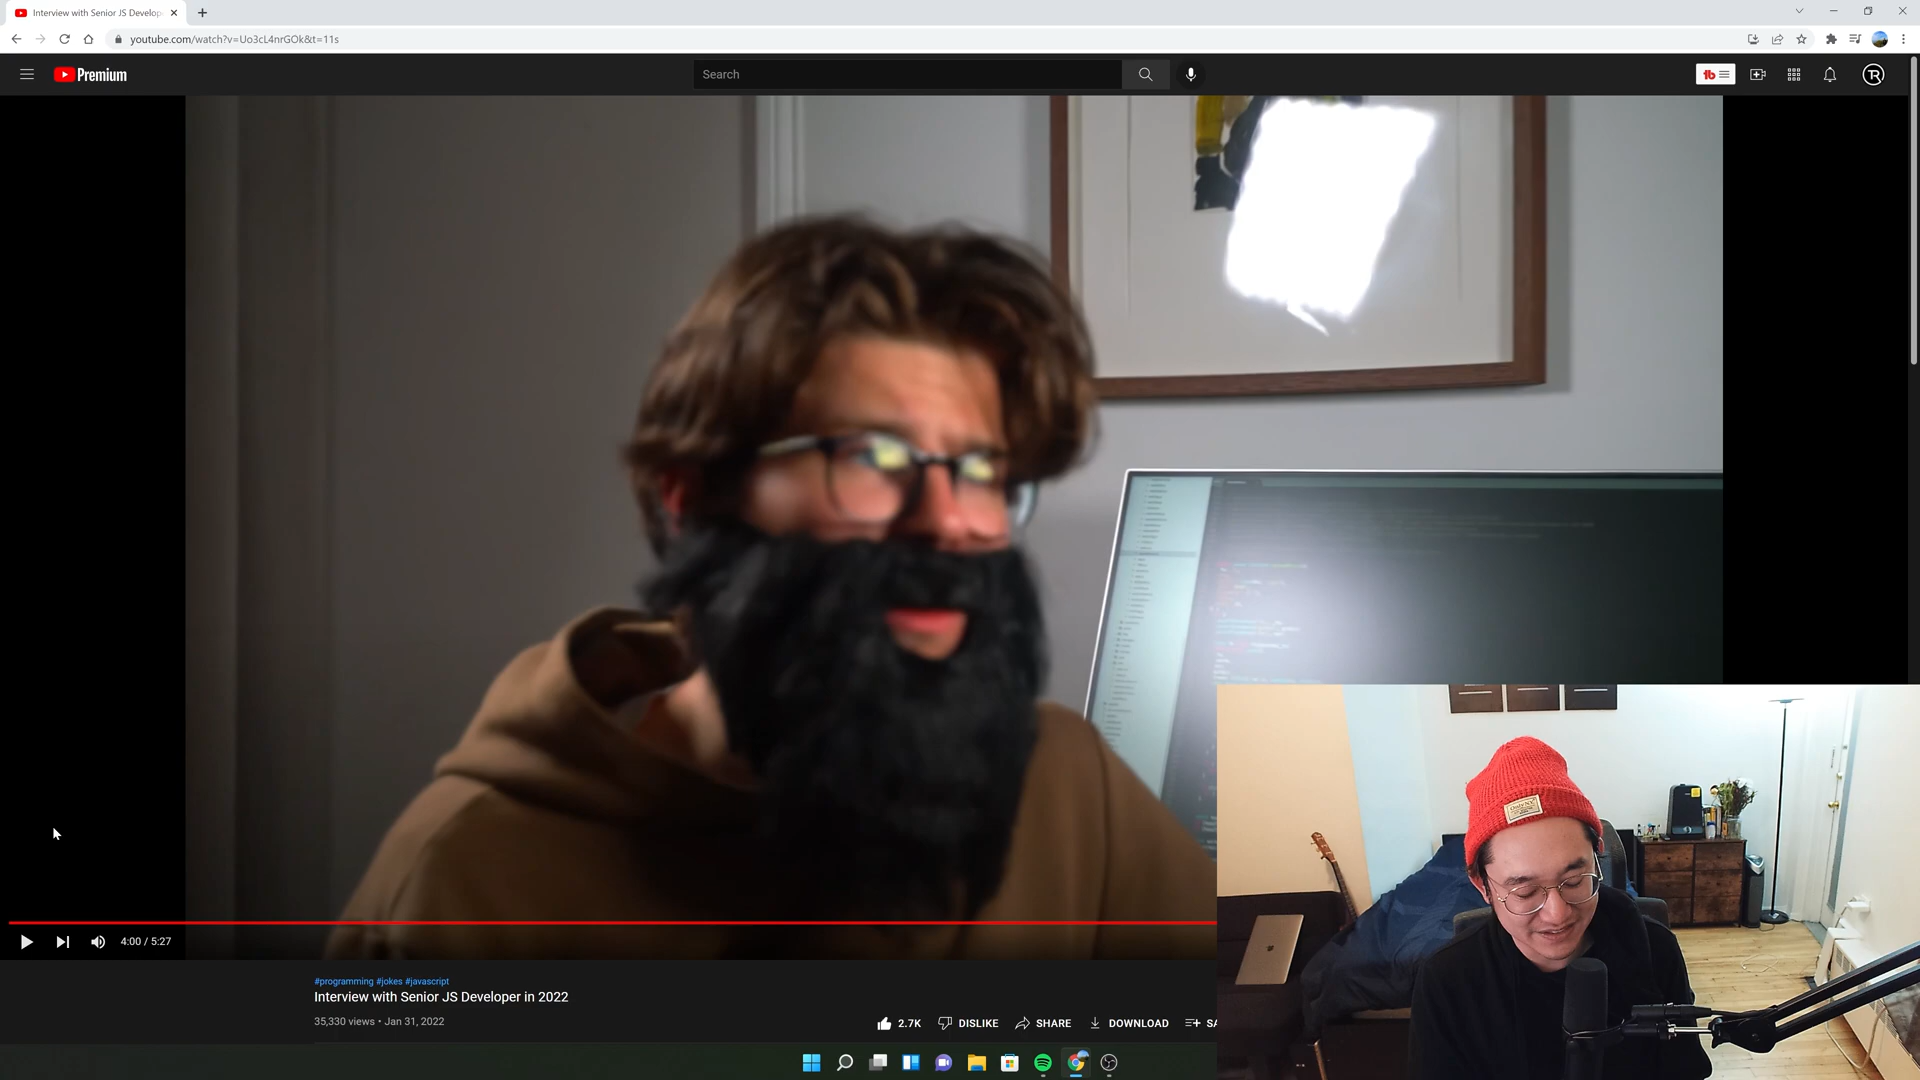 Interview with Senior JS Develop
youtube.com/watch?v=Uo3cL4nrGOk&t=11s
Premium
Search
TR
4:00 / 5:27
#programming #jokes #javascript
Interview with Senior JS Developer in 2022
35,330 views • Jan 31, 2022
2.7K
DISLIKE
SHARE
DOWNLOAD
SA